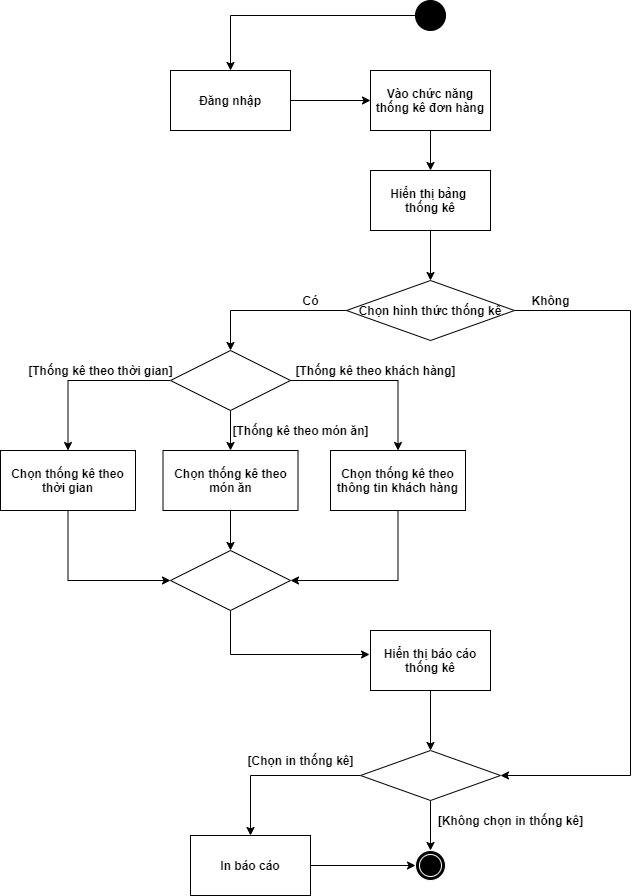 Đăng nhập
Vào chức năng
thống kê đơn hàng
Hiển thị bảng
thống kê
Chọn hình thức thống kê
Có
Không
[Thống kê theo thời gian]
[Thống kê theo khách hàng]
[Thống kê theo món ăn]
Chọn thống kê theo
thời gian
Chọn thống kê theo
món ăn
Chọn thống kê theo
thông tin khách hàng
Hiển thị báo cáo
thống kê
[Chọn in thống kê]
[Không chọn in thống kê]
In báo cáo